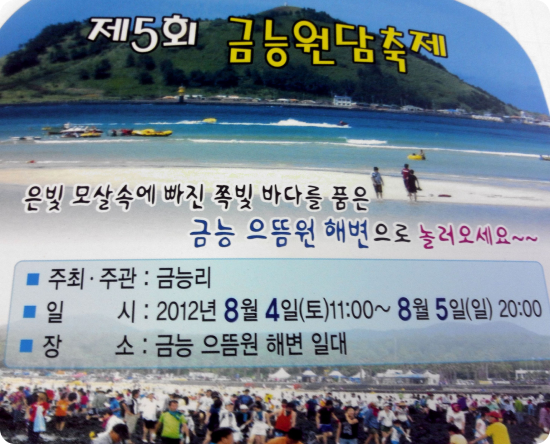 제5회 금능원담축제
은빛 모살속에 빠진 쪽빛 바다를 품은
금능 으뜸원 해변으로 놀러오세요~~
■ 주최·주관 : 금능리
■ 일 시 : 2012년 8월 4일(토)11:00~ 8월 5일(일) 20:00
■ 장 소 : 금능 으뜸원 해변 일대